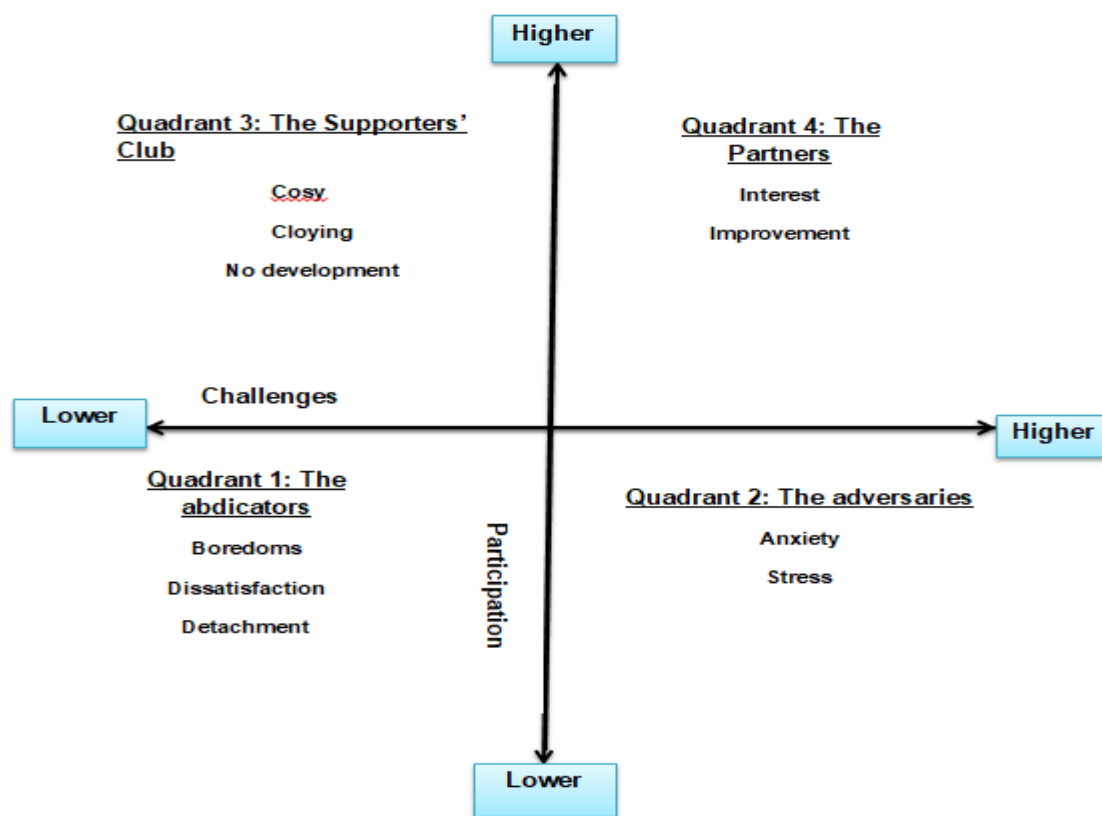 Higher
Quadrant 3: The Supporters’
Club
Cosy
Cloying
No development
Quadrant 4: The
Partners
Interest
Improvement
Challenges
Lower
Higher
Quadrant 1: The
abdicators
Boredoms
Dissatisfaction
Detachment
Participation
Quadrant 2: The adversaries
Anxiety
Stress
Lower